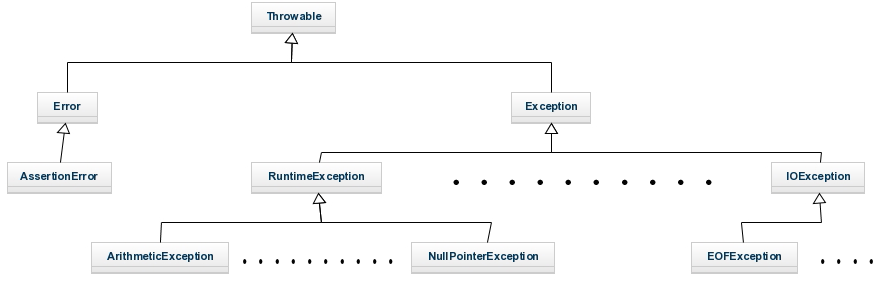 Throwable
Error
Exception
AssertionError
RuntimeException
IOException
ArithmeticException
NullPointerException
EOFException